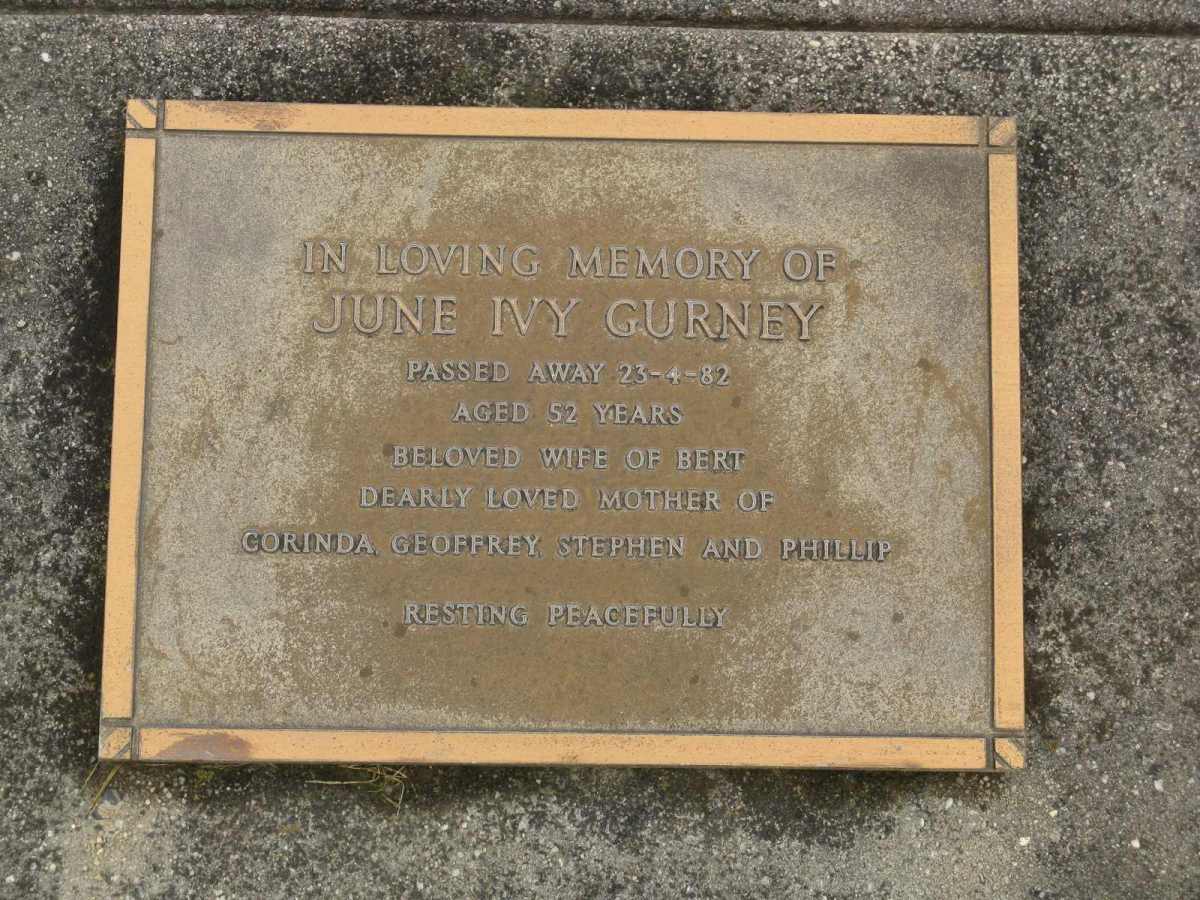 IN LOVING MEMORY OF
JUNE IVY GURNEY
PASSED AWAY 23-4-82
AGED 52 YEARS
BELOVED WIFE OF BERT
DEARLY LOVED MOTHER OF
CORINDA, GEOFFREY, STEPHEN AND PHILLIP
RESTING PEACEFULLY